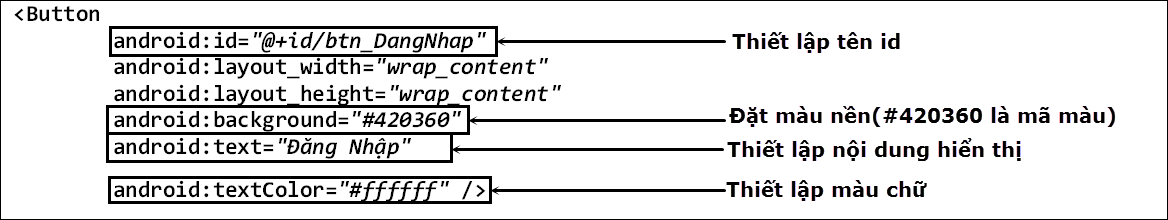 <Button
android:id="@+id/btn_DangNhap" Thiết lập tên id
android:layout_width="wrap_content"
android:layout_height="wrap_content"
android:background="#420360" Đặt màu nền(#420360 là mã màu)
android:text="Đăng Nhập" Thiết lập nội dung hiển thị
android:textColor="#ffffff" /> Thiết lập màu chữ